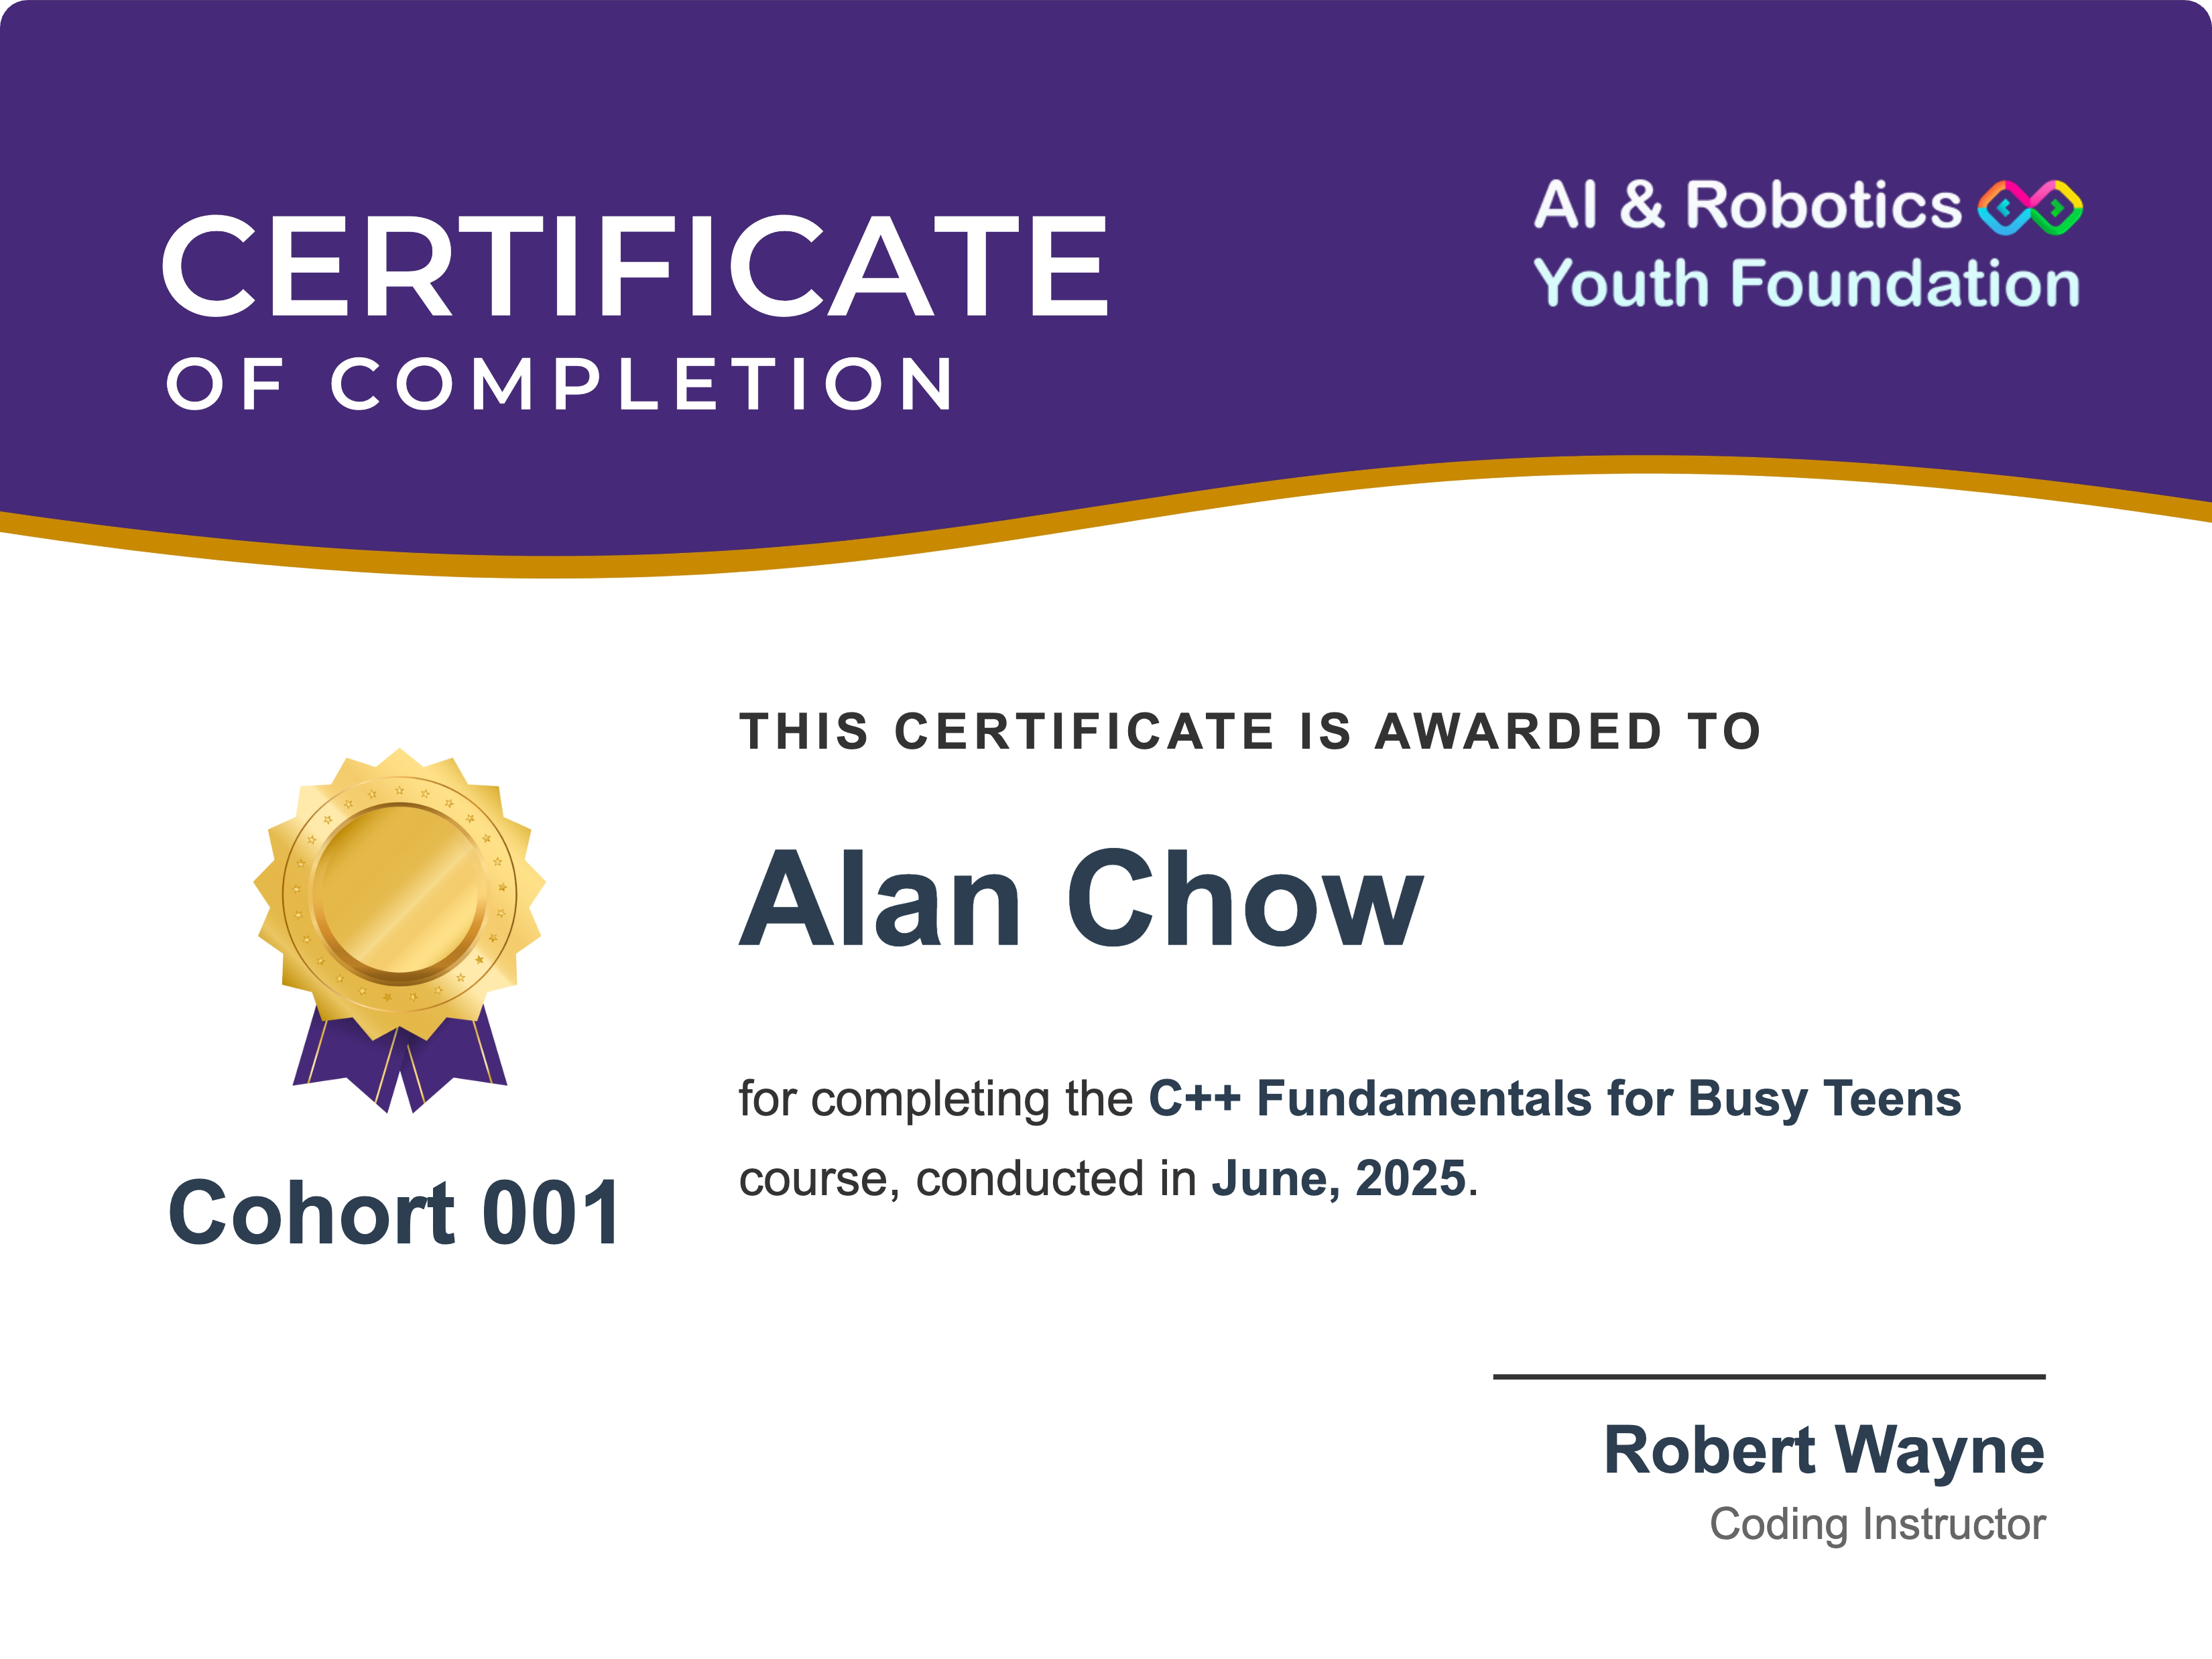 CERTIFICATE
OF COMPLETION
AI & Robotics
Youth Foundation
THIS CERTIFICATE IS AWARDED TO
Alan Chow
for completing the C++ Fundamentals for Busy Teens
course, conducted in June, 2025.
Cohort 001
Robert Wayne
Coding Instructor